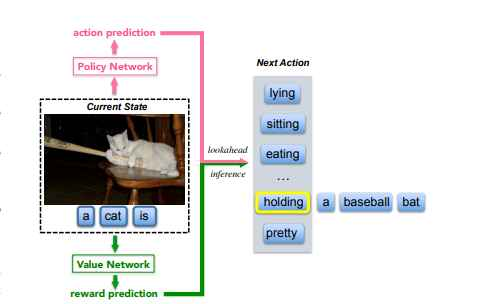 action prediction
Policy Network
Current State
a cat is
Value Network
reward prediction
lookahead
inference
Next Action
lying
sitting
eating
...
holding a baseball bat
pretty